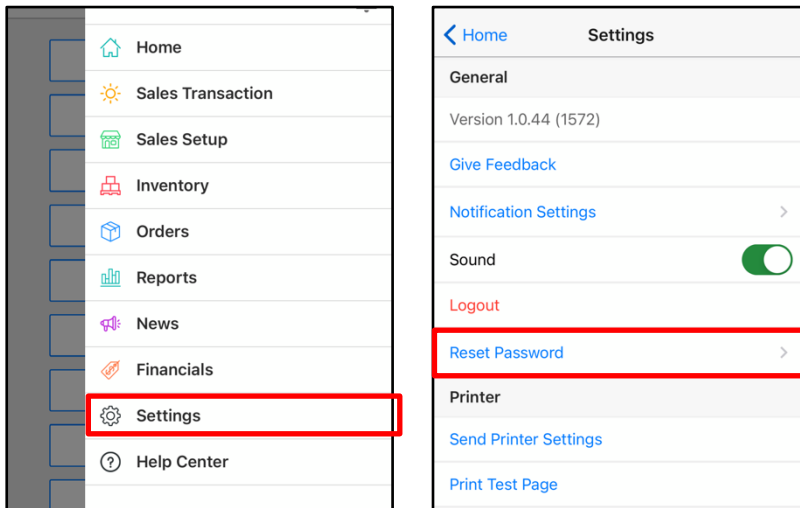 Home
Sales Transaction
Sales Setup
Inventory
Orders
Reports
News
Financials
Settings
Help Center
Home
Settings
General
Version 1.0.44 (1572)
Give Feedback
Notification Settings
Sound
Logout
Reset Password
Printer
Send Printer Settings
Print Test Page